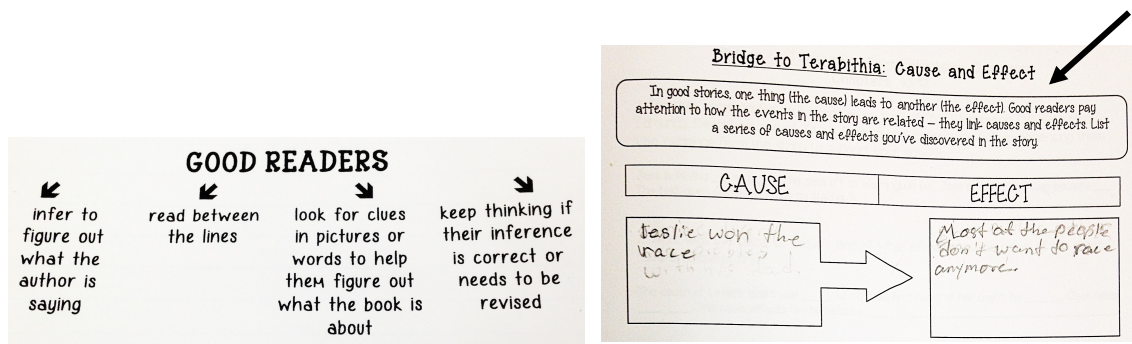 GOOD READERS
infer to
figure out
what the
author is
saying
read between
the lines
look for clues
in pictures or
words to help
them figure out
what the book is
about
keep thinking if
their inference
is correct or
needs to be
revised
Bridge to Terabithia: Cause and Effect
In good stories, one thing (the cause) leads to another (the effect). Good readers pay
attention to how the events in the story are related – they link causes and effects. List
a series of causes and effects you've discovered in the story.
CAUSE
EFFECT
Leslie won the
race
Most of the people
don't want to race
anymore.